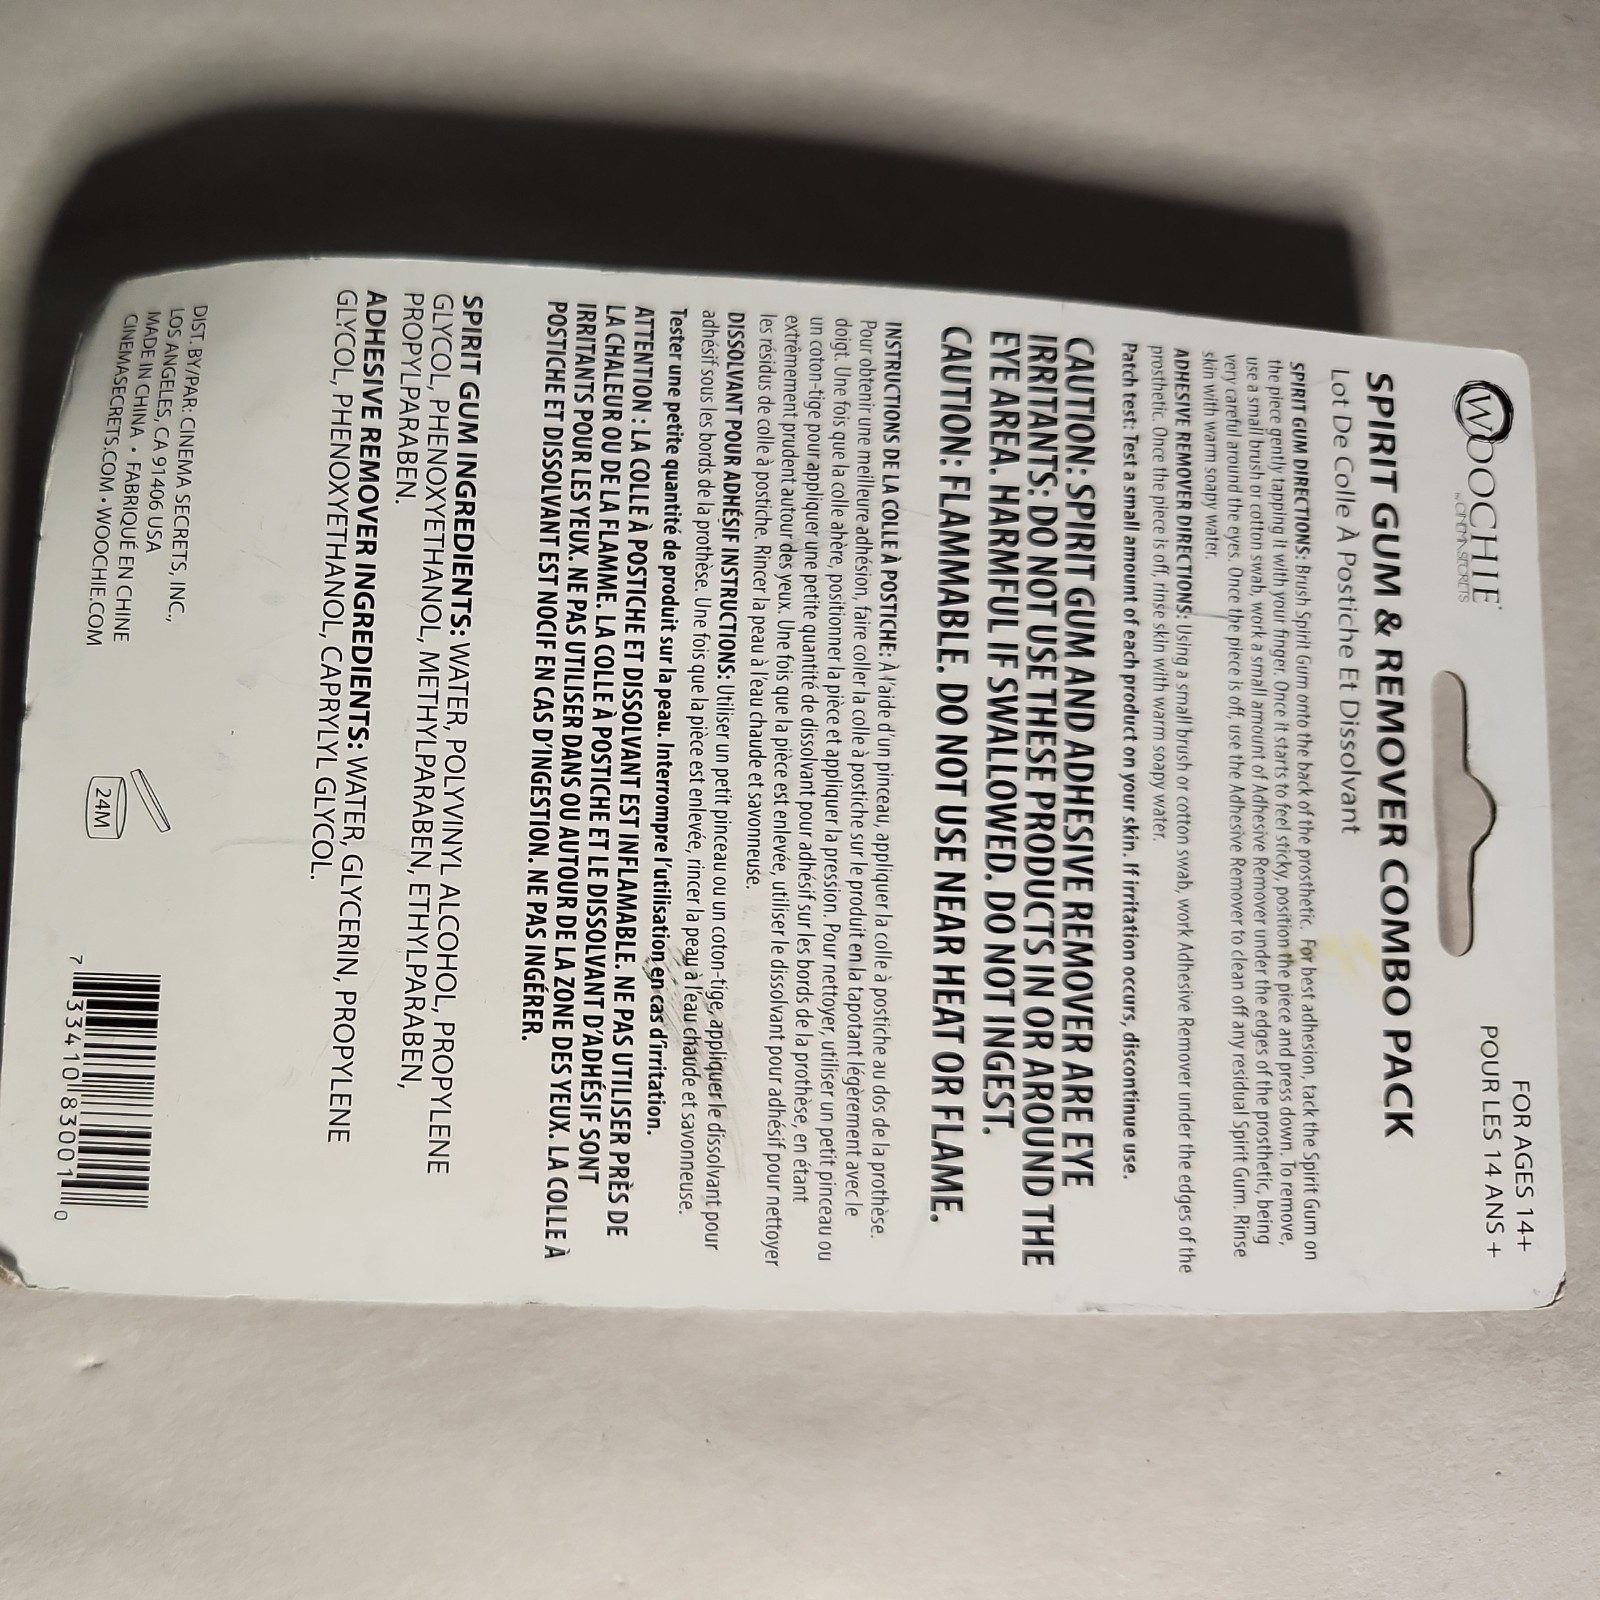 WOOCHIE®
BY CINEMA SECRETS
FOR AGES 14+
POUR LES 14 ANS +
SPIRIT GUM & REMOVER COMBO PACK
Lot De Colle À Postiche Et Dissolvant
SPIRIT GUM DIRECTIONS: Brush Spirit Gum onto the back of the prosthetic. For best adhesion, tack the Spirit Gum on
the piece gently tapping it with your finger. Once it starts to feel sticky, position the piece and press down. To remove,
use a small brush or cotton swab, work a small amount of Adhesive Remover under the edges of the prosthetic, being
very careful around the eyes. Once the piece is off, use the Adhesive Remover to clean off any residual Spirit Gum. Rinse
skin with warm soapy water.
ADHESIVE REMOVER DIRECTIONS: Using a small brush or cotton swab, work Adhesive Remover under the edges of the
prosthetic. Once the piece is off, rinse skin with warm soapy water.
Patch test: Test a small amount of each product on your skin. If irritation occurs, discontinue use.
CAUTION: SPIRIT GUM AND ADHESIVE REMOVER ARE EYE
IRRITANTS: DO NOT USE THESE PRODUCTS IN OR AROUND THE
EYE AREA. HARMFUL IF SWALLOWED. DO NOT INGEST.
CAUTION: FLAMMABLE. DO NOT USE NEAR HEAT OR FLAME.
INSTRUCTIONS DE LA COLLE À POSTICHE: À l'aide d'un pinceau, appliquer la colle à postiche au dos de la prothèse.
Pour obtenir une meilleure adhésion, faire coller la colle à postiche sur le produit en la tapotant légèrement avec le
doigt. Une fois que la colle ahere, positionner la pièce et appliquer la pression. Pour nettoyer, utiliser un petit pinceau ou
un coton-tige pour appliquer une petite quantité de dissolvant pour adhésif sur les bords de la prothèse, en étant
extrêmement prudent autour des yeux. Une fois que la pièce est enlevée, utiliser le dissolvant pour adhésif pour nettoyer
les résidus de colle à postiche. Rincer la peau à l'eau chaude et savonneuse.
DISSOLVANT POUR ADHÉSIF INSTRUCTIONS: Utiliser un petit pinceau ou un coton-tige, appliquer le dissolvant pour
adhésif sous les bords de la prothèse. Une fois que la pièce est enlevée, rincer la peau à l'eau chaude et savonneuse.
Tester une petite quantité de produit sur la peau. Interrompre l'utilisation en cas d'irritation.
ATTENTION : LA COLLE À POSTICHE ET DISSOLVANT EST INFLAMABLE. NE PAS UTILISER PRÈS DE
LA CHALEUR OU DE LA FLAMME. LA COLLE À POSTICHE ET LE DISSOLVANT D'ADHÉSIF SONT
IRRITANTS POUR LES YEUX. NE PAS UTILISER DANS OU AUTOUR DE LA ZONE DES YEUX. LA COLLE À
POSTICHE ET DISSOLVANT EST NOCIF EN CAS D'INGESTION. NE PAS INGÉRER.
SPIRIT GUM INGREDIENTS: WATER, POLYVINYL ALCOHOL, PROPYLENE
GLYCOL, PHENOXYETHANOL, METHYLPARABEN, ETHYLPARABEN,
PROPYLPARABEN.
ADHESIVE REMOVER INGREDIENTS: WATER, GLYCERIN, PROPYLENE
GLYCOL, PHENOXYETHANOL, CAPRYLYL GLYCOL.
DIST. BY/PAR: CINEMA SECRETS, INC.,
LOS ANGELES, CA 91406 USA
MADE IN CHINA • FABRIQUÉ EN CHINE
CINEMASECRETS.COM • WOOCHIE.COM
24M
7 33410 83001 0